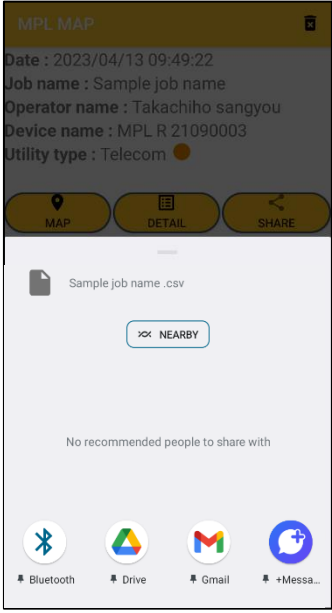 MPL MAP
Date : 2023/04/13 09:49:22
Job name : Sample job name
Operator name : Takachiho sangyou
Device name : MPL R 21090003
Utility type : Telecom
MAP
DETAIL
SHARE
Sample job name .csv
NEARBY
No recommended people to share with
Bluetooth
Drive
Gmail
+Messa...